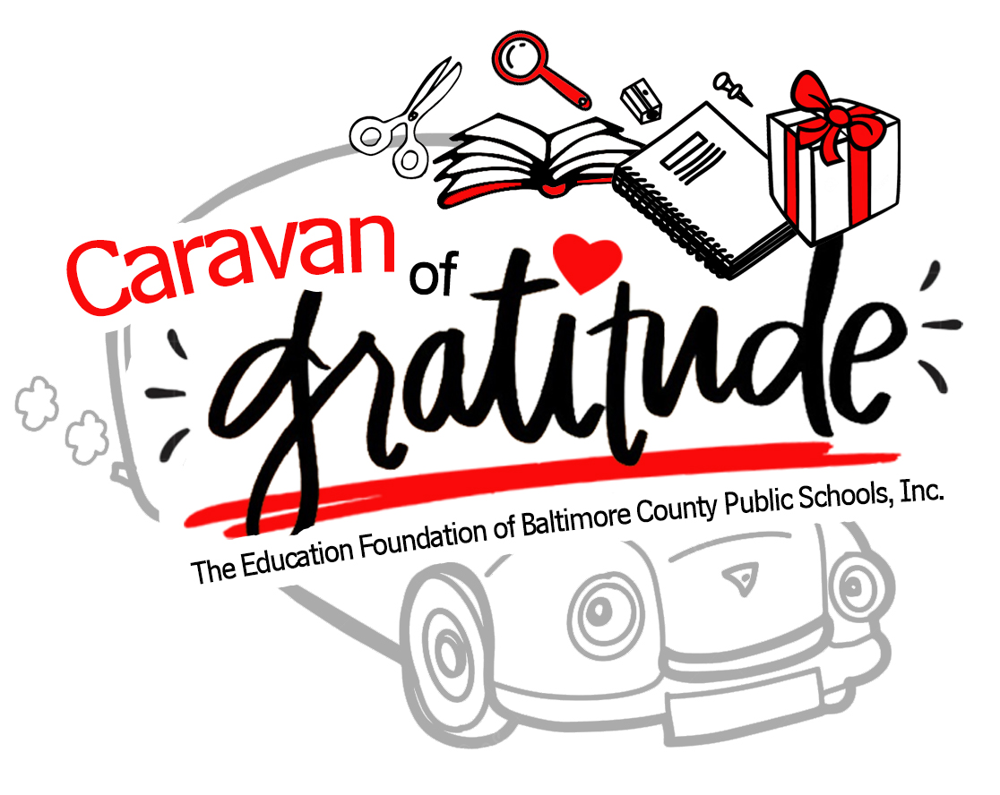 Caravan of
gratitude
The Education Foundation of Baltimore County Public Schools, Inc.